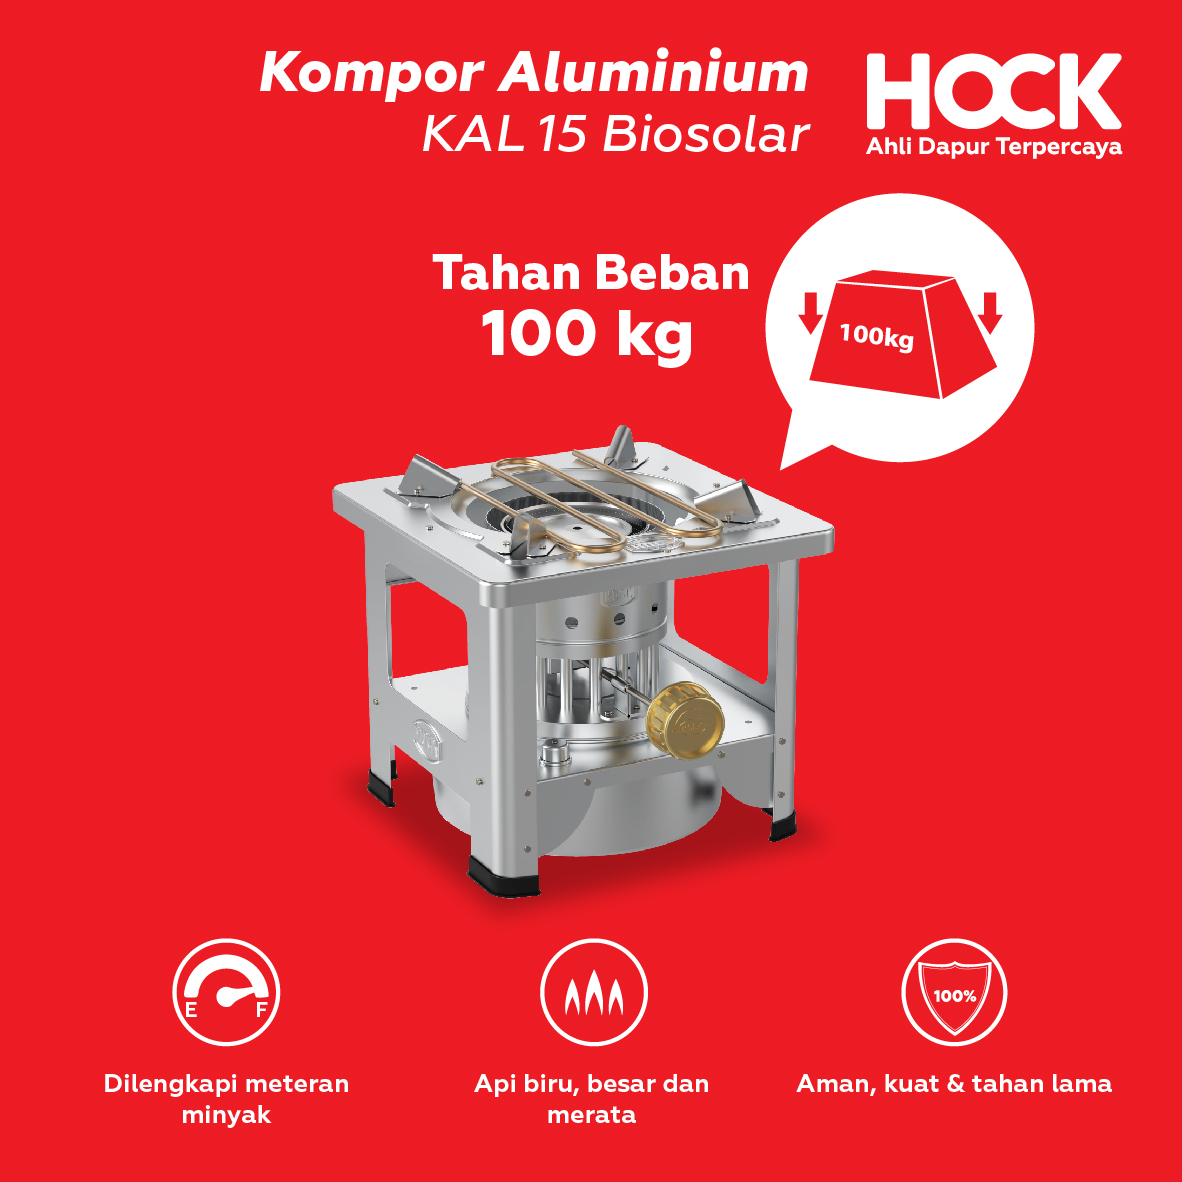 Kompor Aluminium
KAL 15 Biosolar
HOCK
Ahli Dapur Terpercaya
Tahan Beban
100 kg
100kg
E F
100%
Dilengkapi meteran
minyak
Api biru, besar dan
merata
Aman, kuat & tahan lama